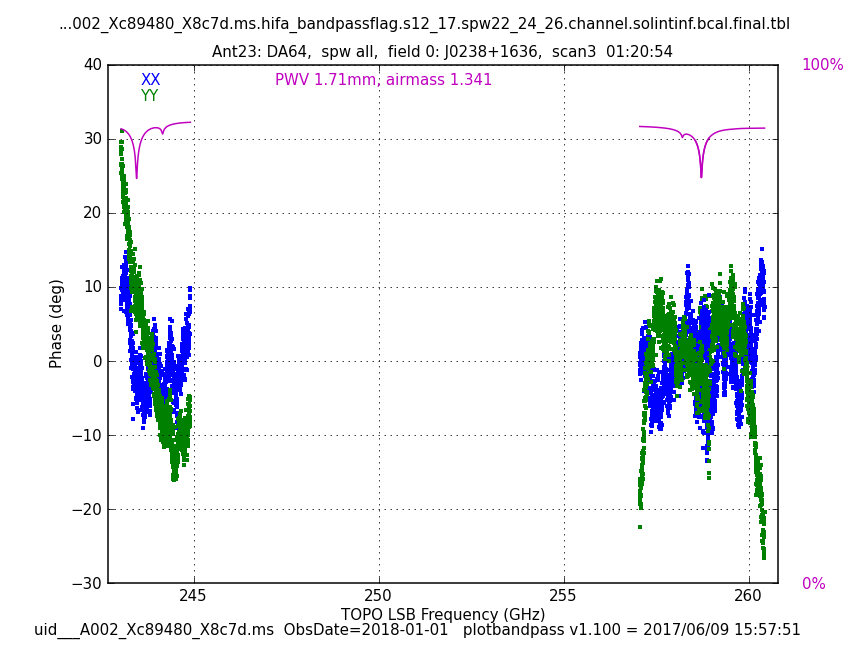 ...002_Xc89480_X8c7d.ms.hifa_bandpassflag.s12_17.spw22_24_26.channel.solintinf.bcal.final.tbl
Ant23: DA64,  spw all,  field 0: J0238+1636,  scan3  01:20:54
40 100%
XX PWV 1.71mm, airmass 1.341
YY
30
20
10
0
−10
−20
−30 0%
Phase (deg)
245 250 255 260
TOPO LSB Frequency (GHz)
uid___A002_Xc89480_X8c7d.ms  ObsDate=2018-01-01   plotbandpass v1.100 = 2017/06/09 15:57:51